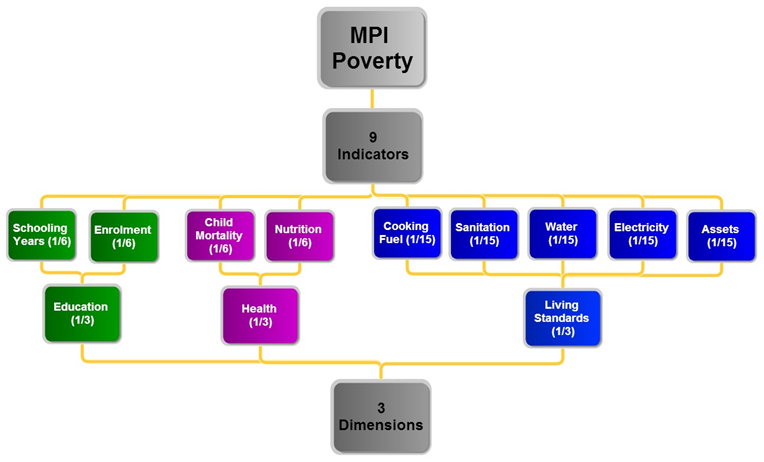 MPI
Poverty
9
Indicators
Schooling
Years (1/6)
Enrolment
(1/6)
Child
Mortality
(1/6)
Nutrition
(1/6)
Cooking
Fuel (1/15)
Sanitation
(1/15)
Water
(1/15)
Electricity
(1/15)
Assets
(1/15)
Education
(1/3)
Health
(1/3)
Living
Standards
(1/3)
3
Dimensions